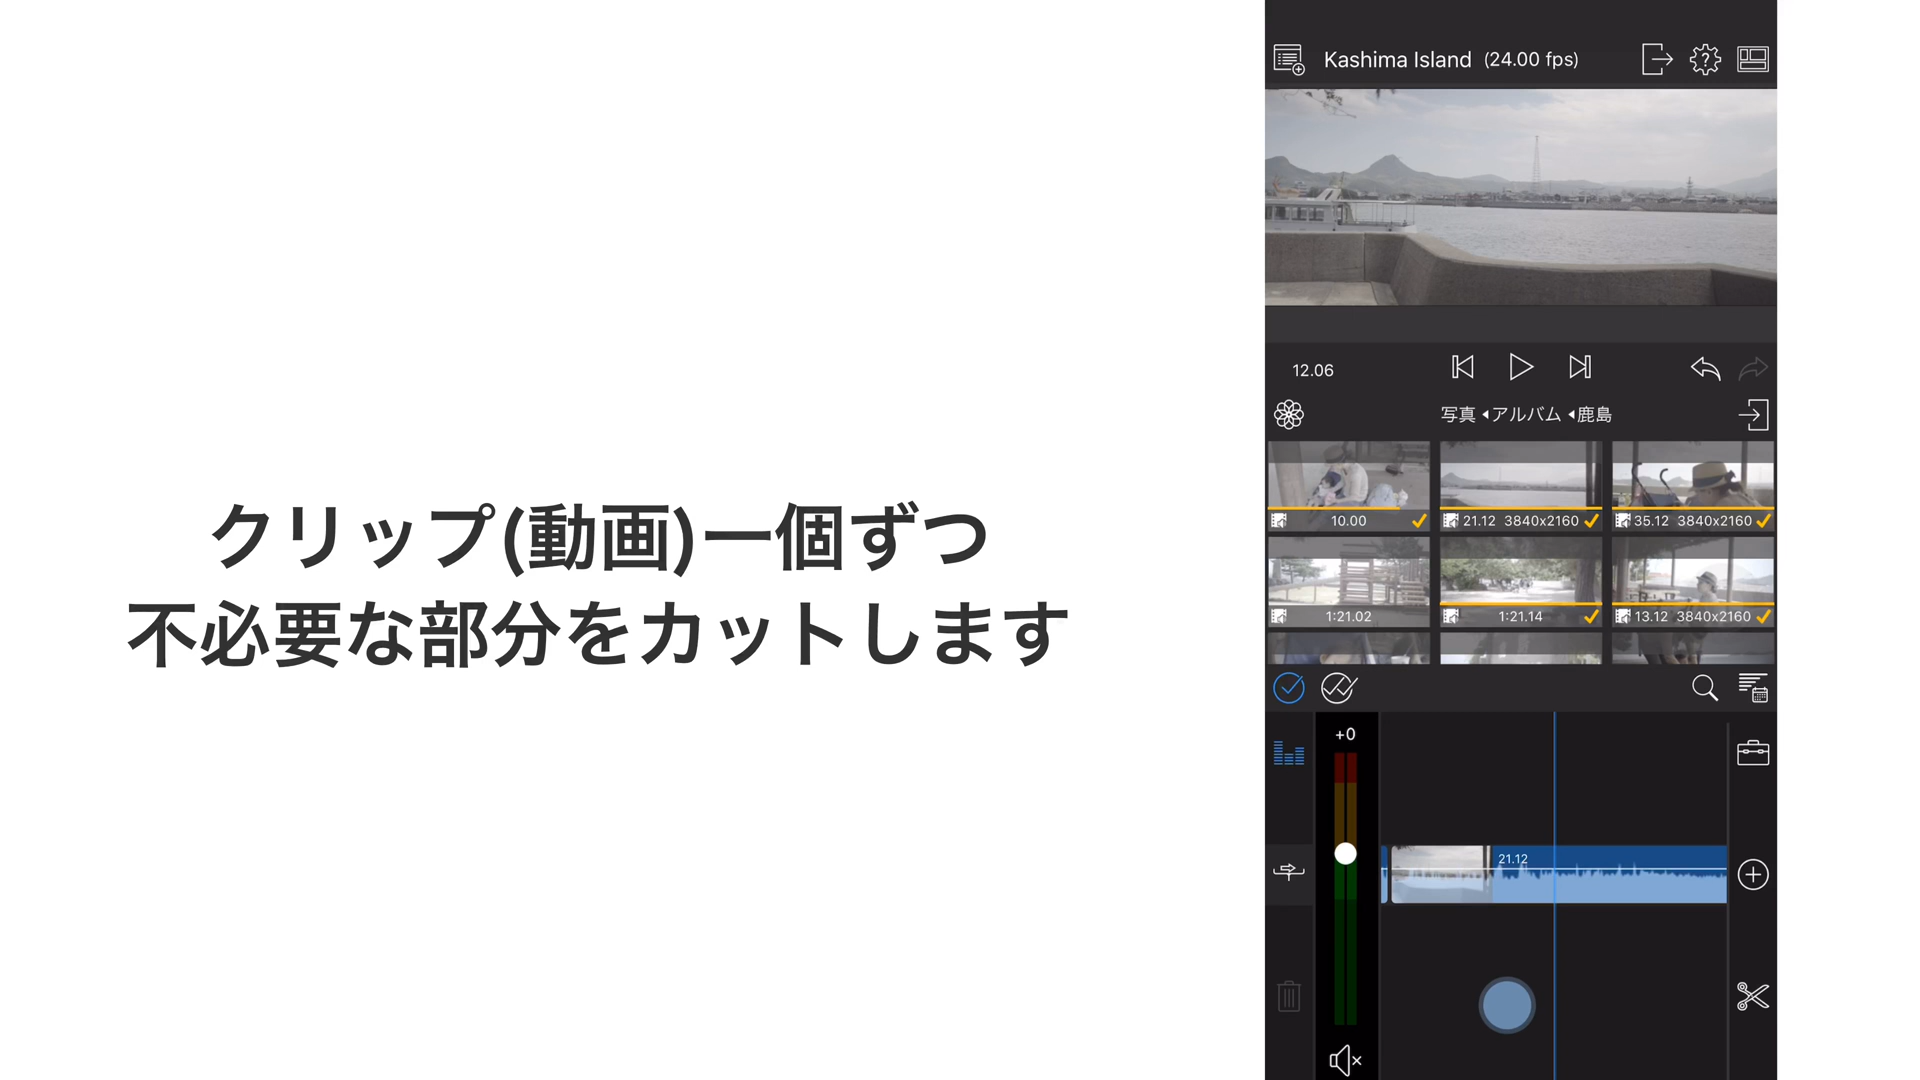 クリップ(動画)一個ずつ
不必要な部分をカットします
Kashima Island (24.00 fps)
12.06
写真 ◂アルバム ◂鹿島
10.00
21.12 3840x2160
35.12 3840x2160
1:21.02
1:21.14
13.12 3840x2160
+0
21.12